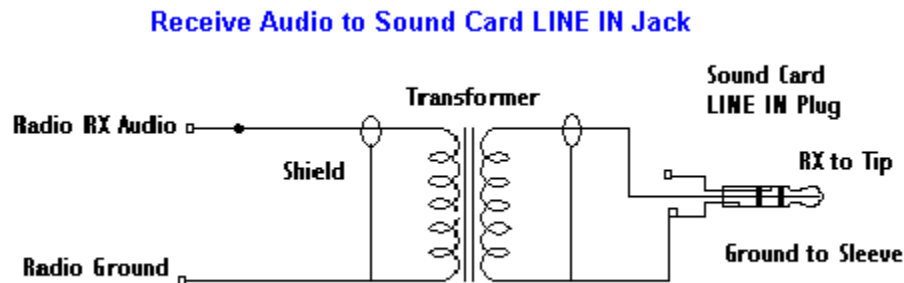 Receive Audio to Sound Card LINE IN Jack
Sound Card
LINE IN Plug
Transformer
Radio RX Audio
Shield
RX to Tip
Radio Ground
Ground to Sleeve